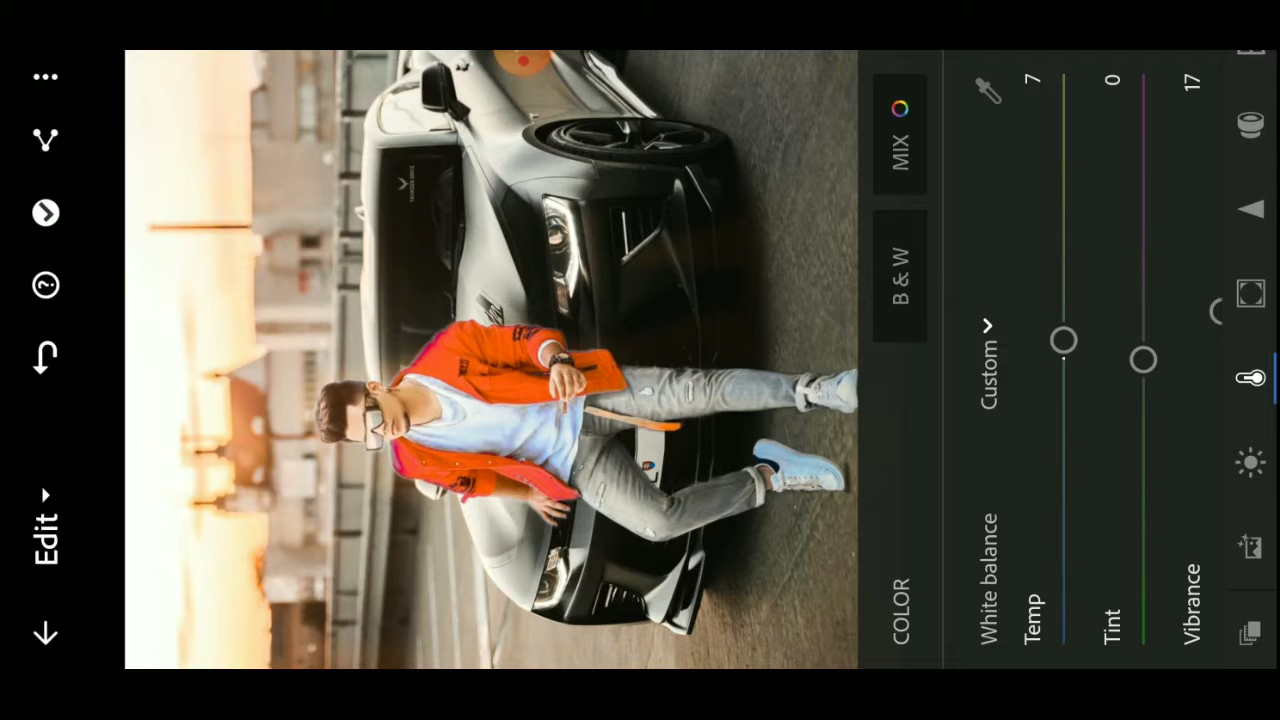 Edit
COLOR
B & W
MIX
White balance
Custom
Temp
7
Tint
0
Vibrance
17